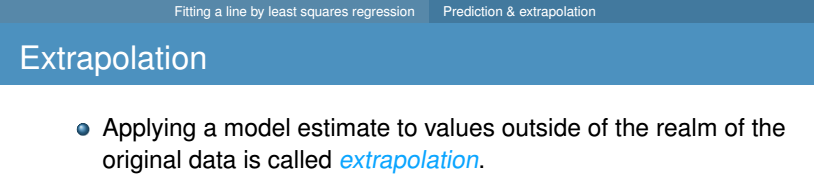 Fitting a line by least squares regression Prediction & extrapolation
Extrapolation
Applying a model estimate to values outside of the realm of the
original data is called extrapolation.